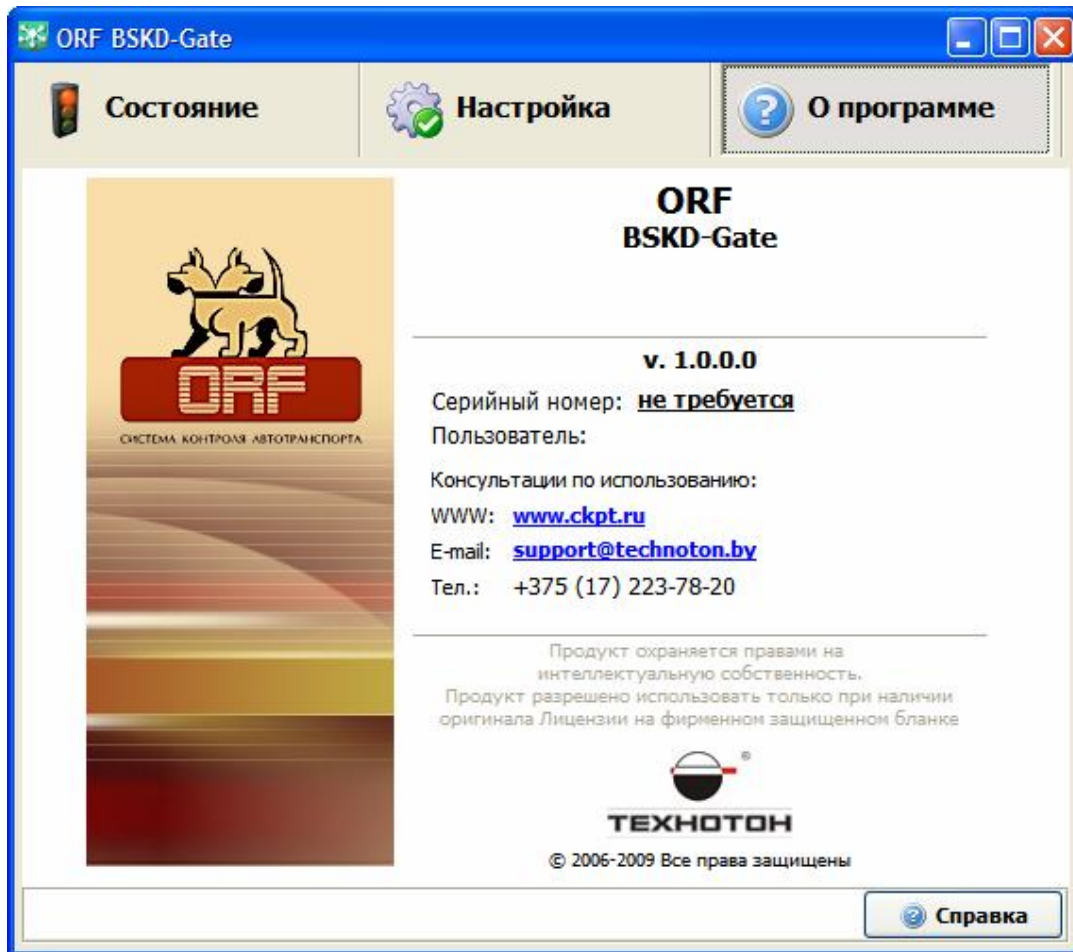 ORF BSKD-Gate
Состояние
Настройка
О программе
ORF
BSKD-Gate
ORF
СИСТЕМА КОНТРОЛЯ АВТОТРАНСПОРТА
v. 1.0.0.0
Серийный номер: не требуется
Пользователь:
Консультации по использованию:
WWW: www.ckpt.ru
E-mail: support@technoton.by
Тел.: +375 (17) 223-78-20
Продукт охраняется правами на
интеллектуальную собственность.
Продукт разрешено использовать только при наличии
оригинала Лицензии на фирменном защищенном бланке
®
ТЕХНОТОН
© 2006-2009 Все права защищены
Справка